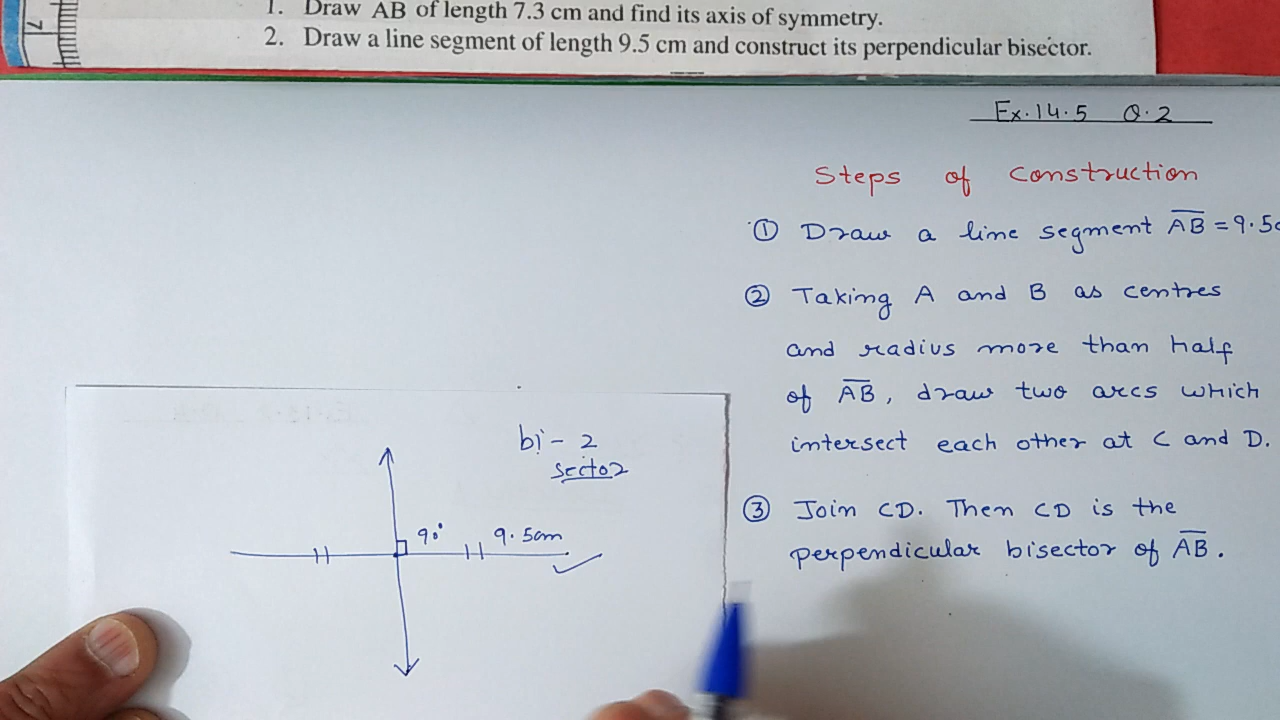 1. Draw AB of length 7.3 cm and find its axis of symmetry.
2. Draw a line segment of length 9.5 cm and construct its perpendicular bisector.
Ex. 14.5 Q.2
Steps of Construction
① Draw a line segment AB = 9.5c
② Taking A and B as centres
and radius more than half
of AB, draw two arcs which
intersect each other at C and D.
③ Join CD. Then CD is the
perpendicular bisector of AB.
bi - 2
sector
90° 9.5cm